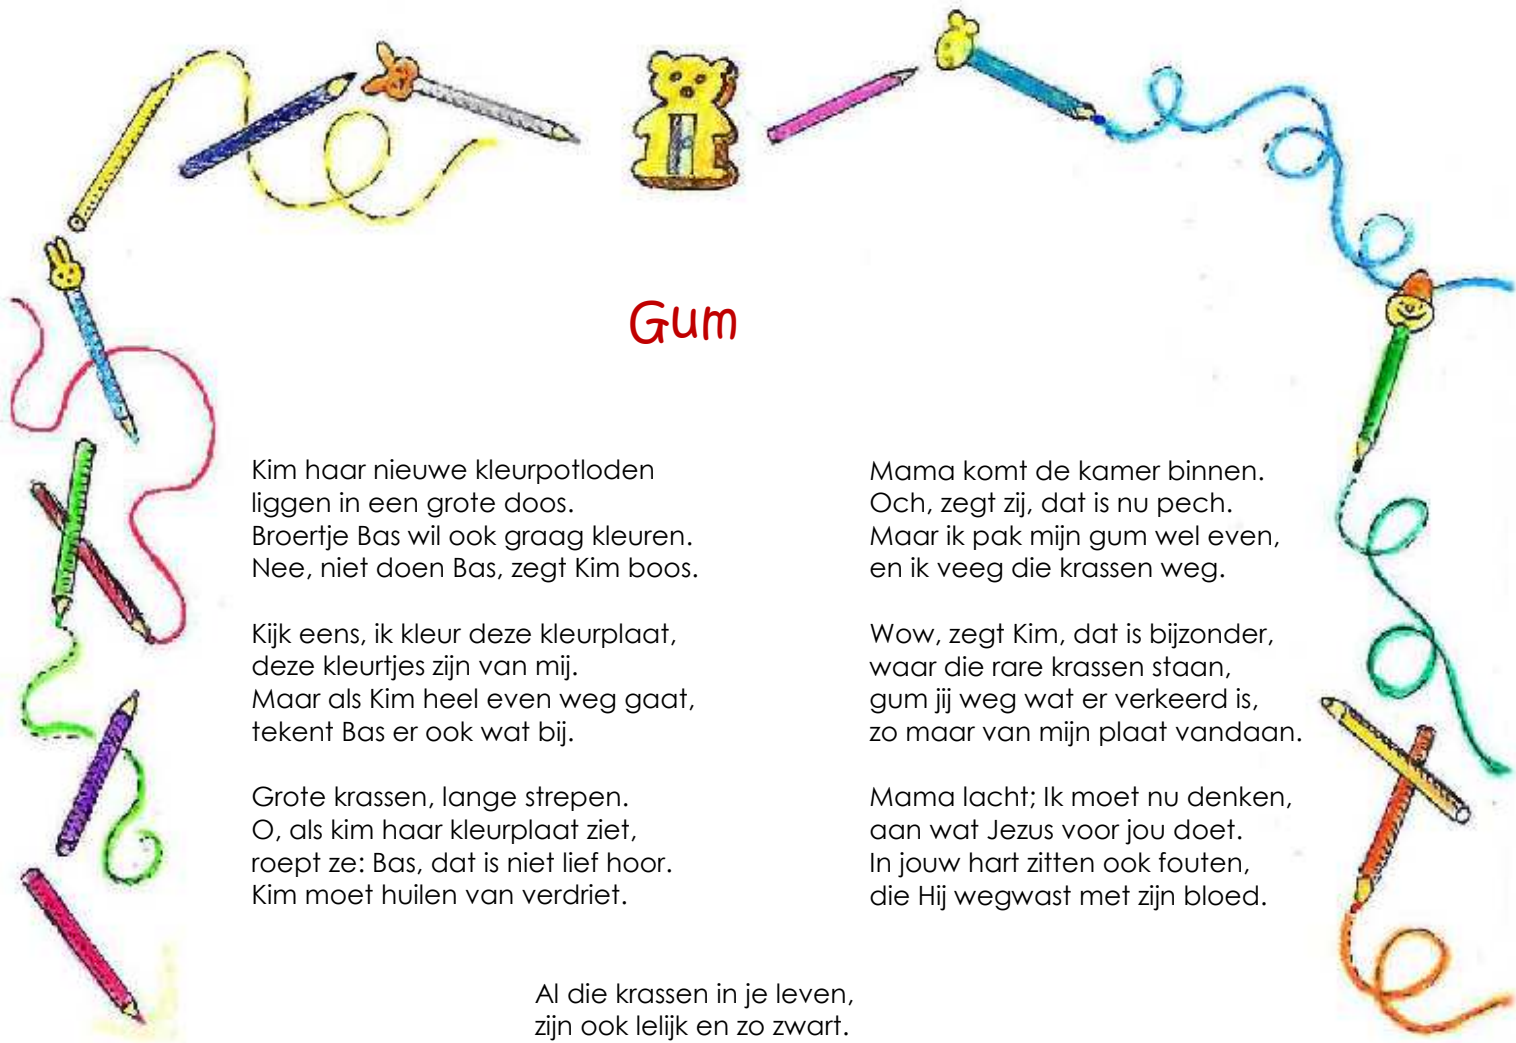 Gum
Kim haar nieuwe kleurpotloden
liggen in een grote doos.
Broertje Bas wil ook graag kleuren.
Nee, niet doen Bas, zegt Kim boos.
Kijk eens, ik kleur deze kleurplaat,
deze kleurtjes zijn van mij.
Maar als Kim heel even weg gaat,
tekent Bas er ook wat bij.
Grote krassen, lange strepen.
O, als kim haar kleurplaat ziet,
roept ze: Bas, dat is niet lief hoor.
Kim moet huilen van verdriet.
Mama komt de kamer binnen.
Och, zegt zij, dat is nu pech.
Maar ik pak mijn gum wel even,
en ik veeg die krassen weg.
Wow, zegt Kim, dat is bijzonder,
waar die rare krassen staan,
gum jij weg wat er verkeerd is,
zo maar van mijn plaat vandaan.
Mama lacht; Ik moet nu denken,
aan wat Jezus voor jou doet.
In jouw hart zitten ook fouten,
die Hij wegwast met zijn bloed.
Al die krassen in je leven,
zijn ook lelijk en zo zwart.